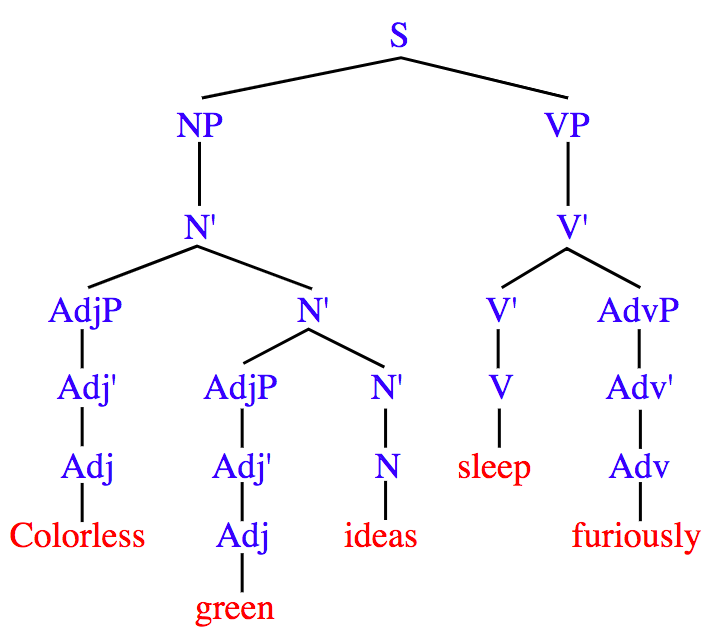 S
NP VP
N' V'
AdjP N' V' AdvP
Adj' AdjP N' V Adv'
Adj Adj' N sleep Adv
Colorless Adj ideas furiously
green